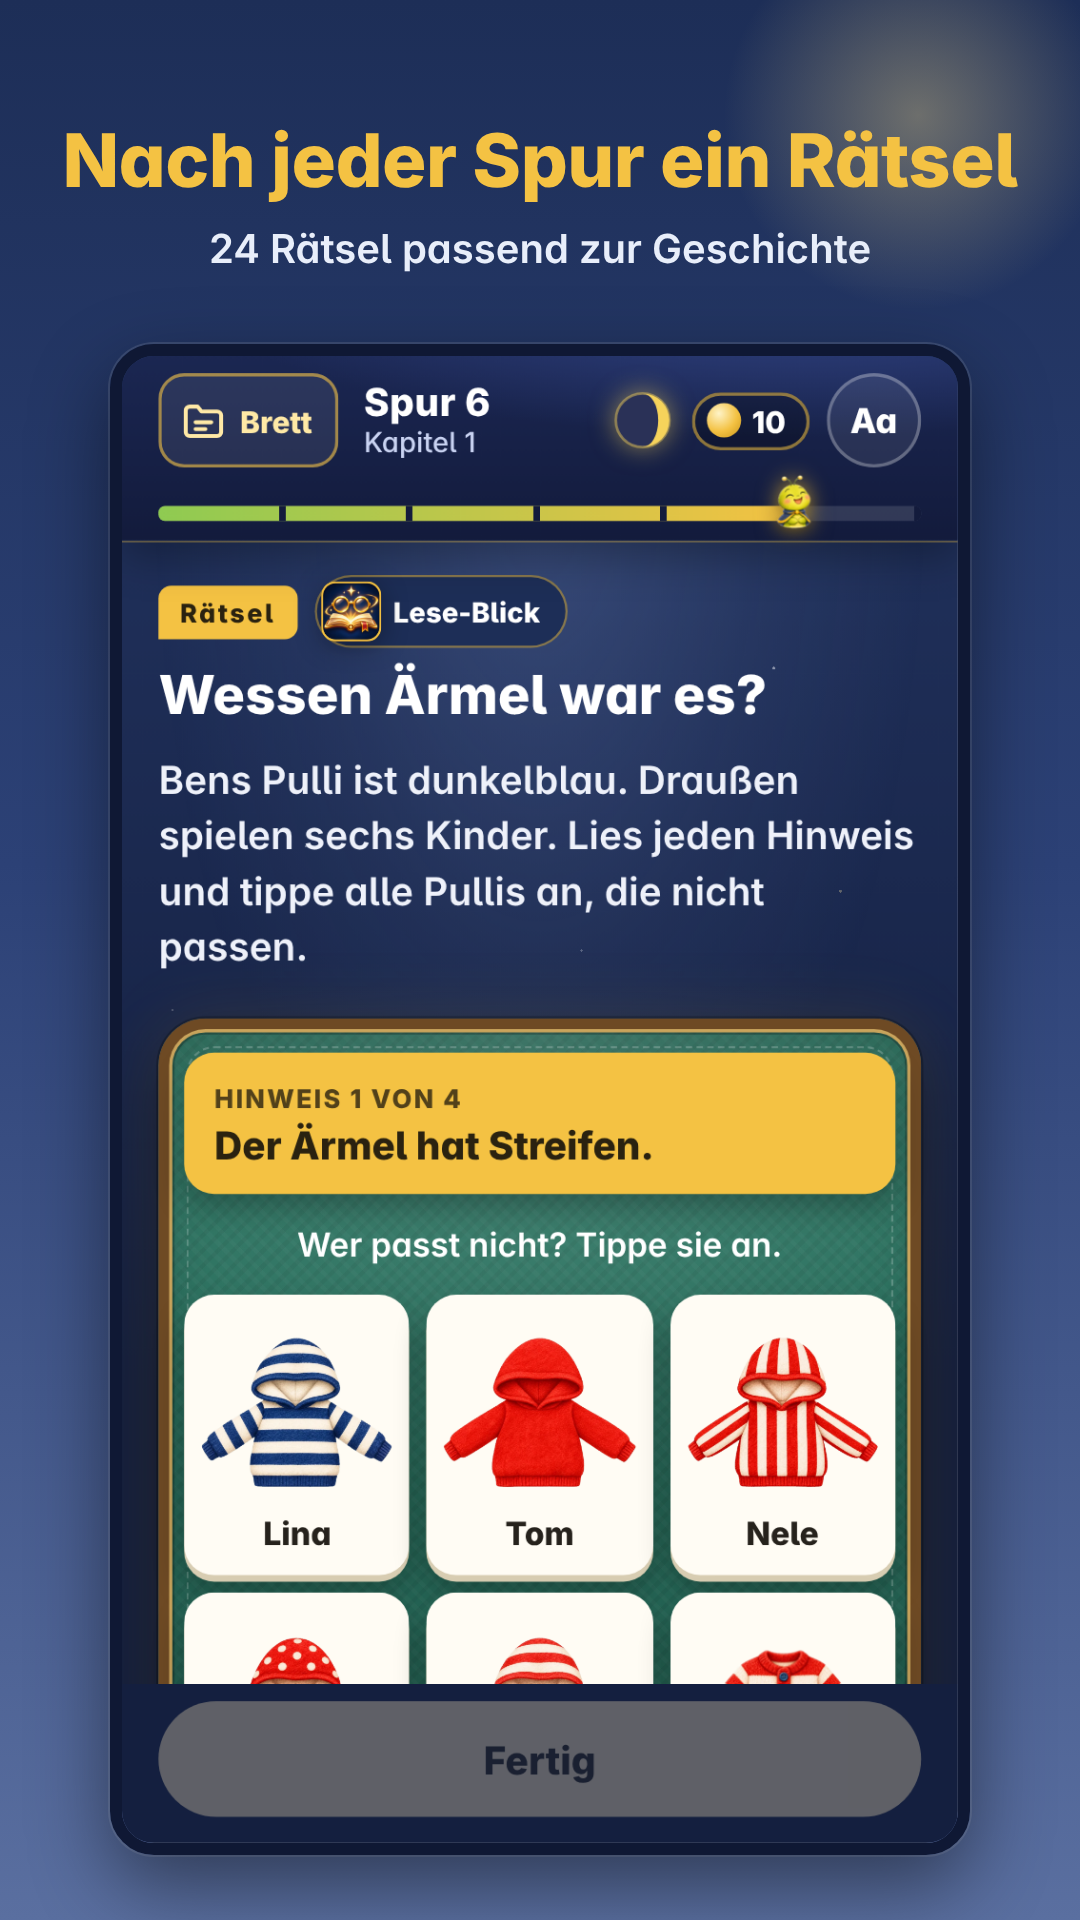 Nach jeder Spur ein Rätsel
24 Rätsel passend zur Geschichte
Brett
Spur 6
Kapitel 1
10
Aa
Rätsel
Lese-Blick
Wessen Ärmel war es?
Bens Pulli ist dunkelblau. Draußen
spielen sechs Kinder. Lies jeden Hinweis
und tippe alle Pullis an, die nicht
passen.
HINWEIS 1 VON 4
Der Ärmel hat Streifen.
Wer passt nicht? Tippe sie an.
Lina
Tom
Nele
Fertig